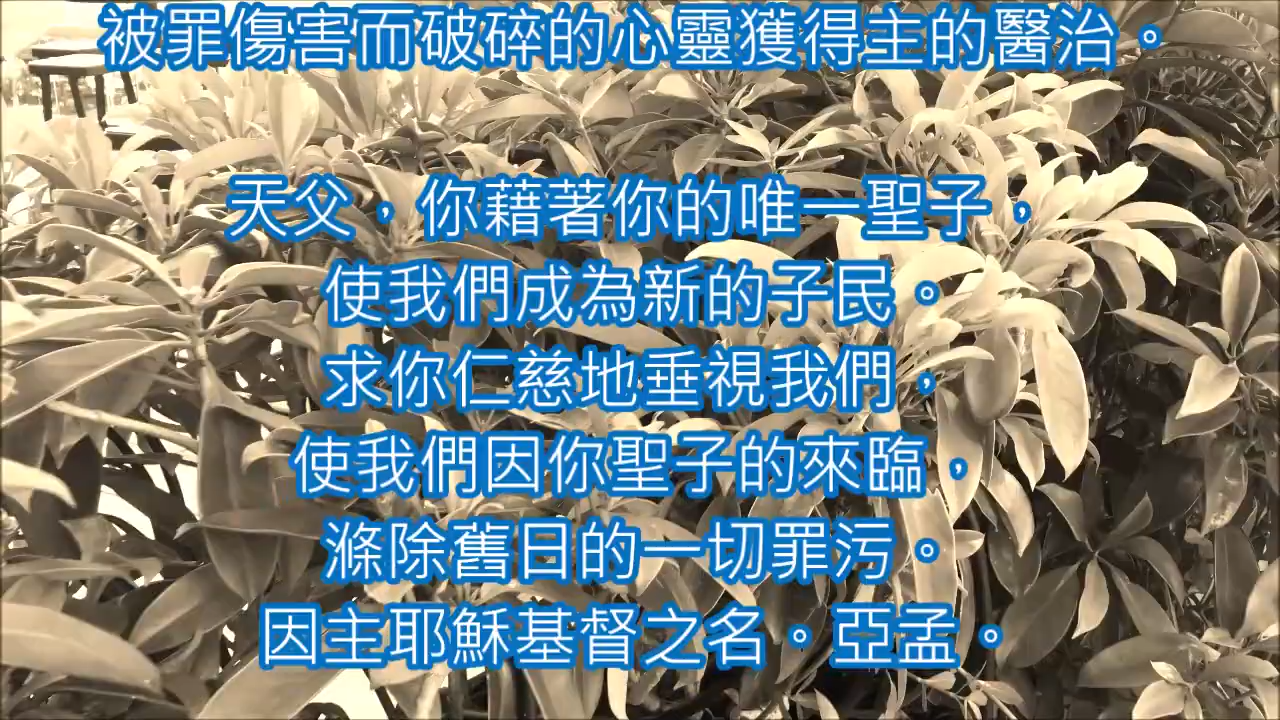 被罪傷害而破碎的心靈獲得主的醫治。
天父，你藉著你的唯一聖子，
使我們成為新的子民。
求你仁慈地垂視我們，
使我們因你聖子的來臨，
滌除舊日的一切罪污。
因主耶穌基督之名。亞孟。